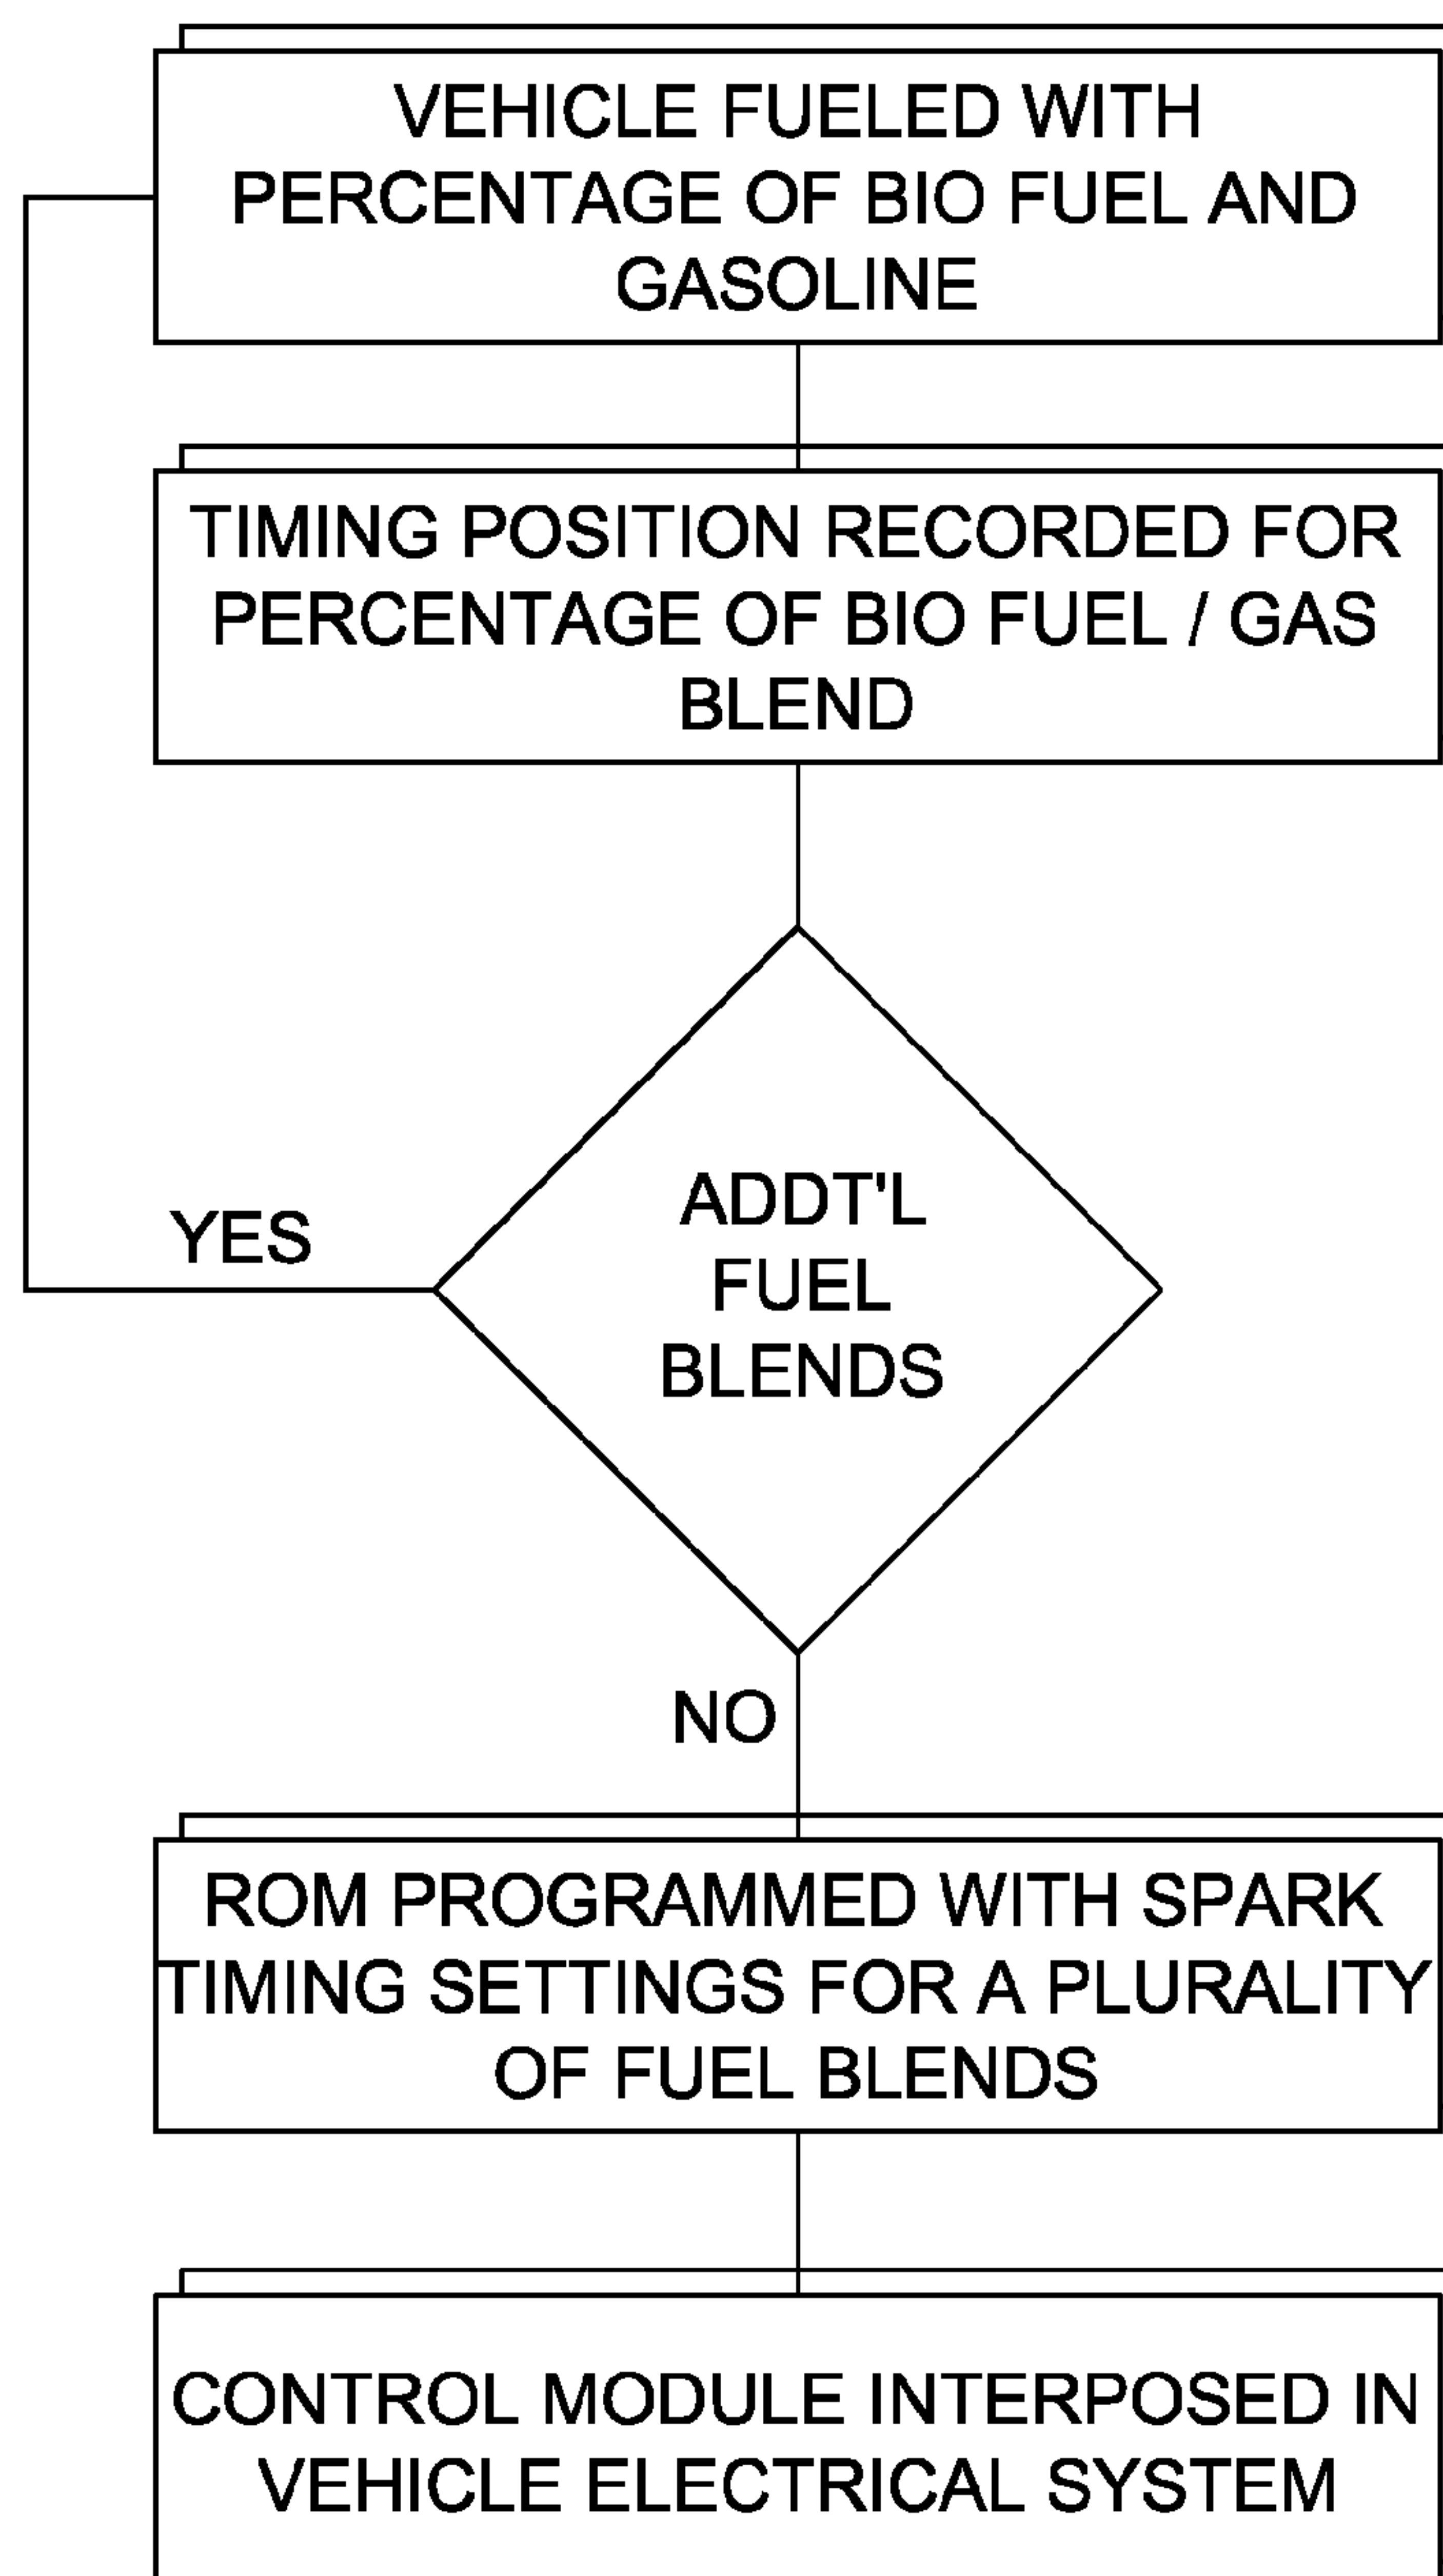 VEHICLE FUELED WITH
PERCENTAGE OF BIO FUEL AND
GASOLINE
TIMING POSITION RECORDED FOR
PERCENTAGE OF BIO FUEL / GAS
BLEND
ADDT'L
FUEL
BLENDS
YES
NO
ROM PROGRAMMED WITH SPARK
TIMING SETTINGS FOR A PLURALITY
OF FUEL BLENDS
CONTROL MODULE INTERPOSED IN
VEHICLE ELECTRICAL SYSTEM